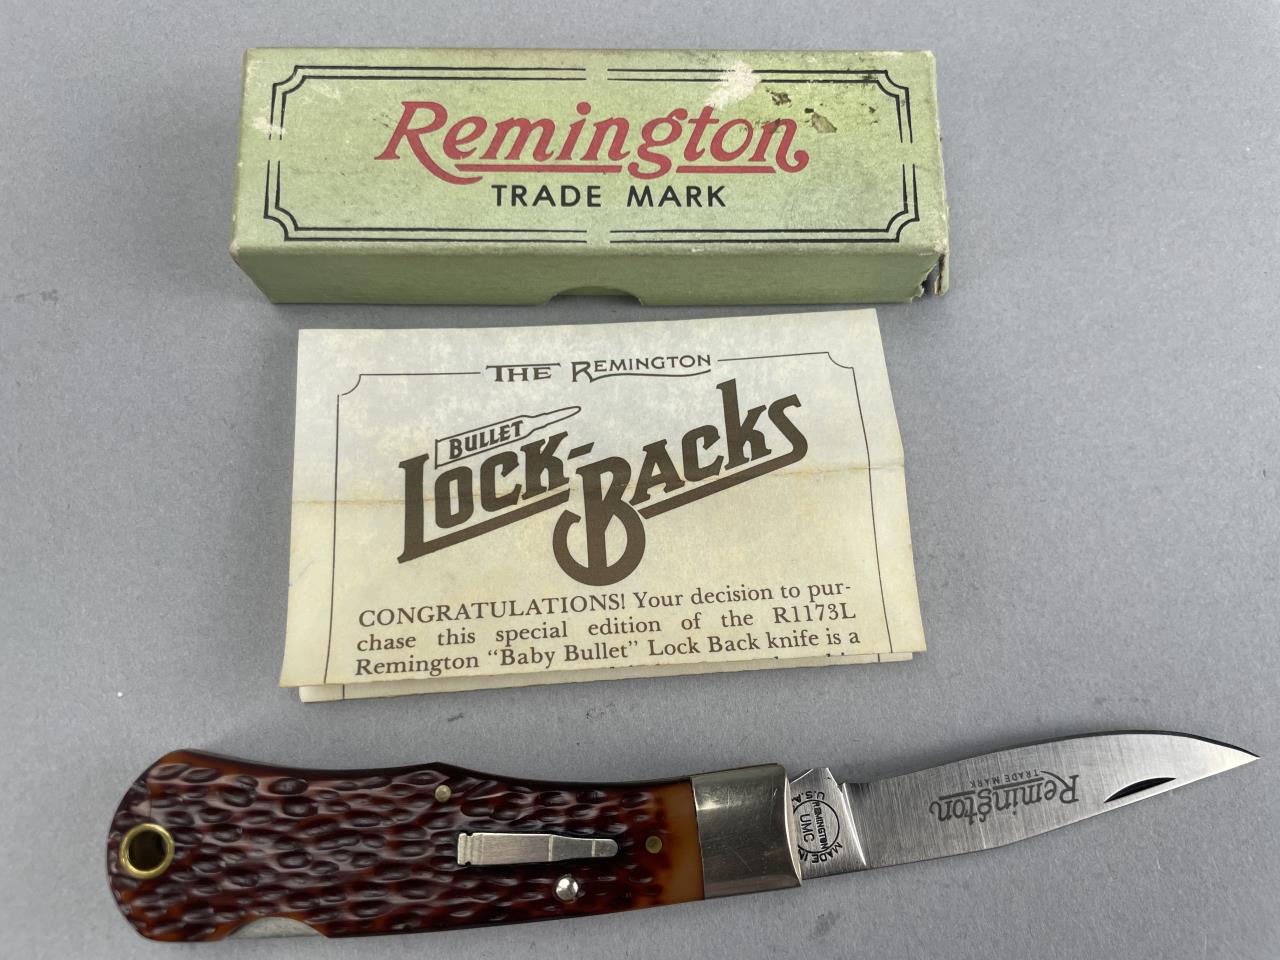 Remington
TRADE MARK
THE REMINGTON
BULLET
LOCK-BACKS
CONGRATULATIONS! Your decision to pur-
chase this special edition of the R1173L
Remington “Baby Bullet” Lock Back knife is a
Remington
TRADE MARK
REMINGTON
UMC
MADE IN
U.S.A.